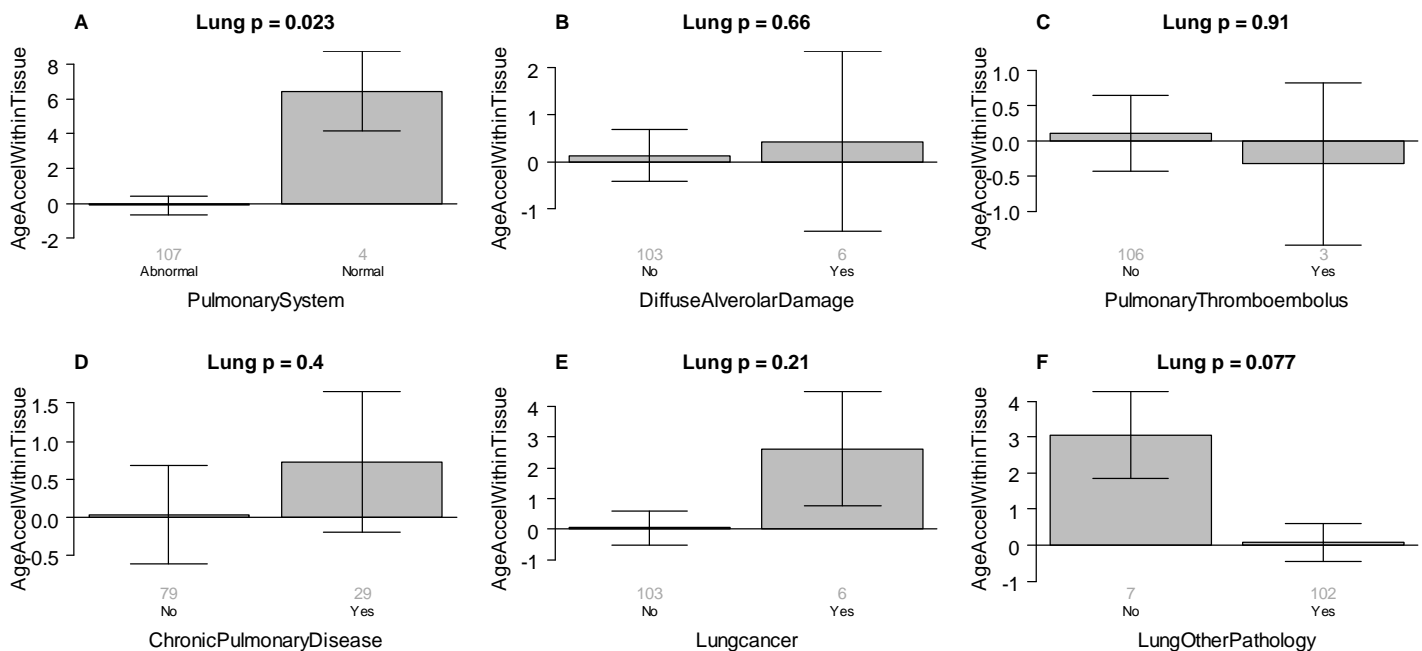 A Lung p = 0.023
AgeAccelWithinTissue
8
6
4
2
0
-2
107 4
Abnormal Normal
PulmonarySystem
B Lung p = 0.66
AgeAccelWithinTissue
2
1
0
-1
103 6
No Yes
DiffuseAlverolarDamage
C Lung p = 0.91
AgeAccelWithinTissue
1.0
0.5
0.0
-0.5
-1.0
106 3
No Yes
PulmonaryThromboembolus
D Lung p = 0.4
AgeAccelWithinTissue
1.5
1.0
0.5
0.0
-0.5
79 29
No Yes
ChronicPulmonaryDisease
E Lung p = 0.21
AgeAccelWithinTissue
4
3
2
1
0
-1
103 6
No Yes
Lungcancer
F Lung p = 0.077
AgeAccelWithinTissue
4
3
2
1
0
-1
7 102
No Yes
LungOtherPathology